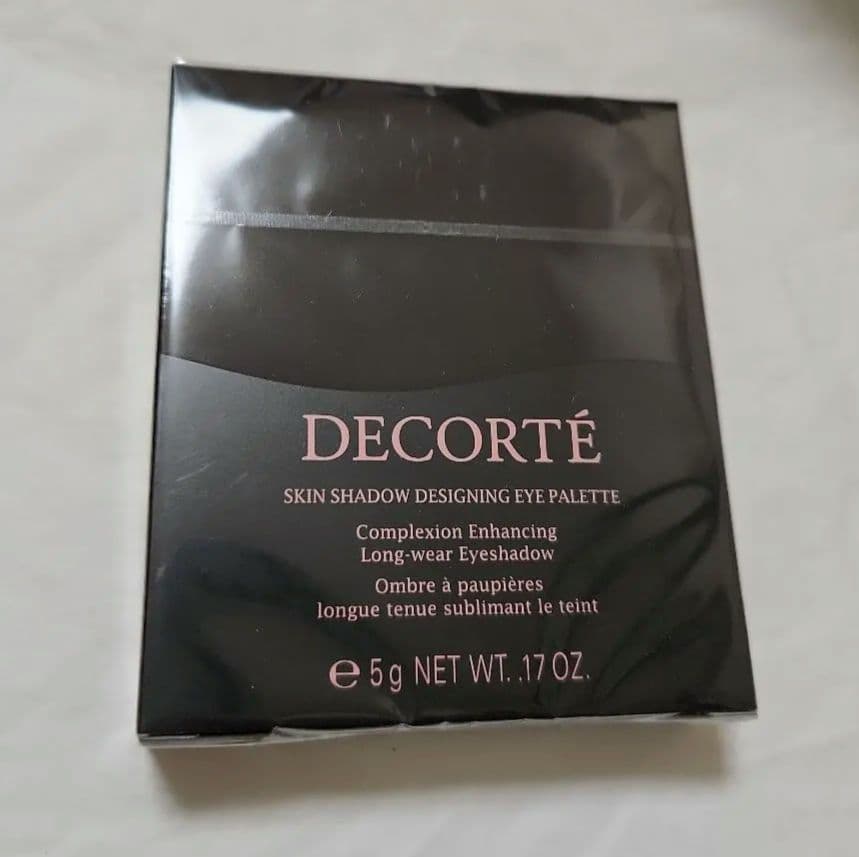 DECORTÉ
SKIN SHADOW DESIGNING EYE PALETTE
Complexion Enhancing
Long-wear Eyeshadow
Ombre à paupières
longue tenue sublimant le teint
℮ 5g NET WT. .17 OZ.